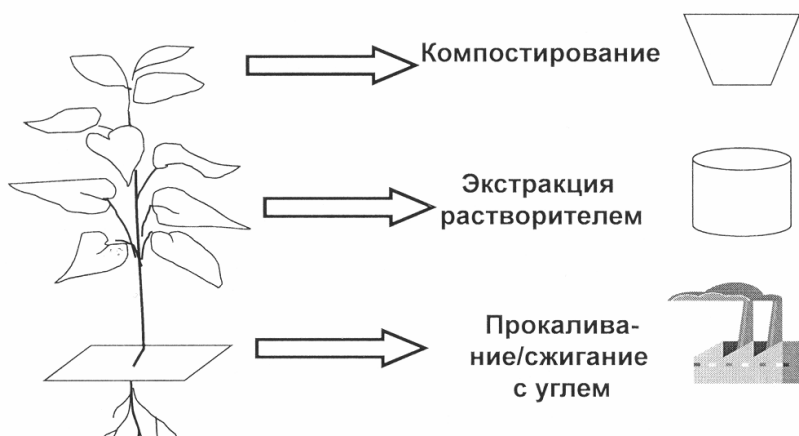 Компостирование
Экстракция
растворителем
Прокалива-
ние/сжигание
с углем